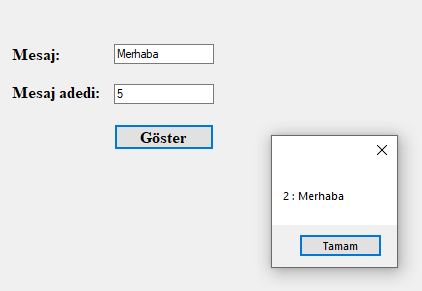 Mesaj: Merhaba
Mesaj adedi: 5
Göster
2 : Merhaba
Tamam